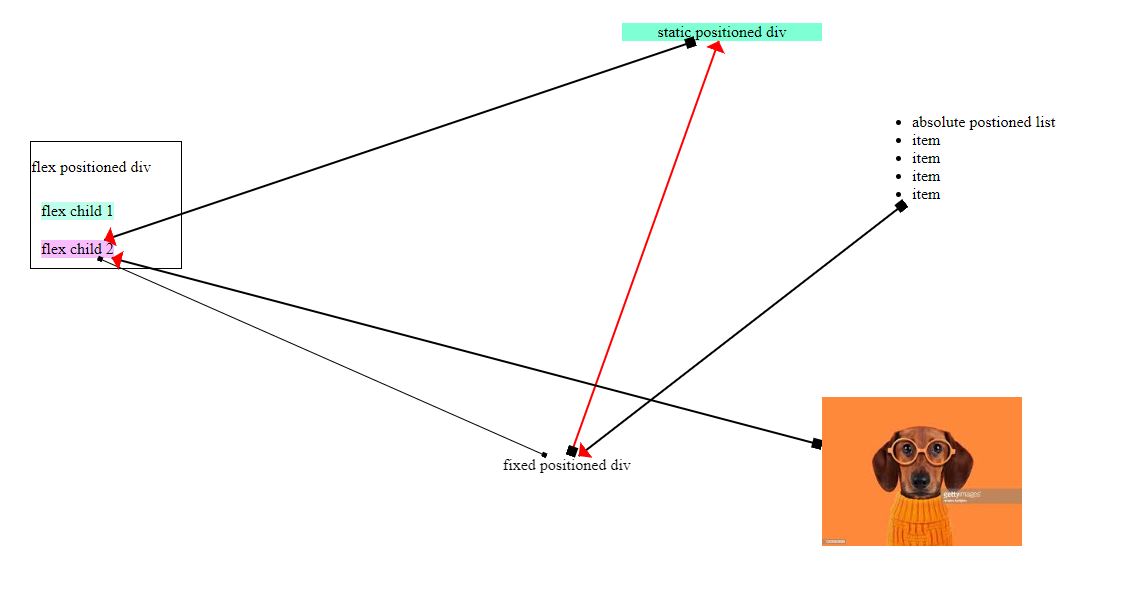 static positioned div
absolute postioned list
item
item
item
item
flex positioned div
flex child 1
flex child 2
fixed positioned div
gettyimages